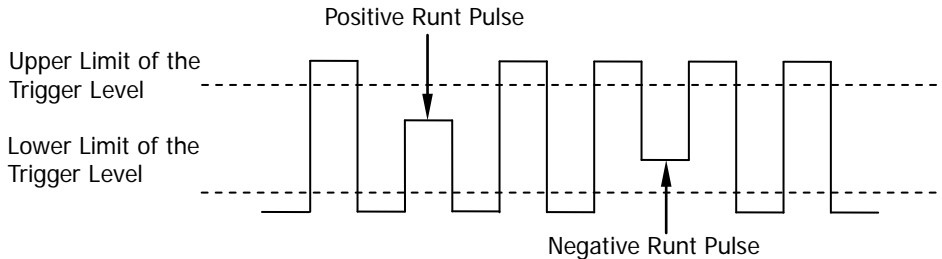 Positive Runt Pulse
Upper Limit of the
Trigger Level
Lower Limit of the
Trigger Level
Negative Runt Pulse